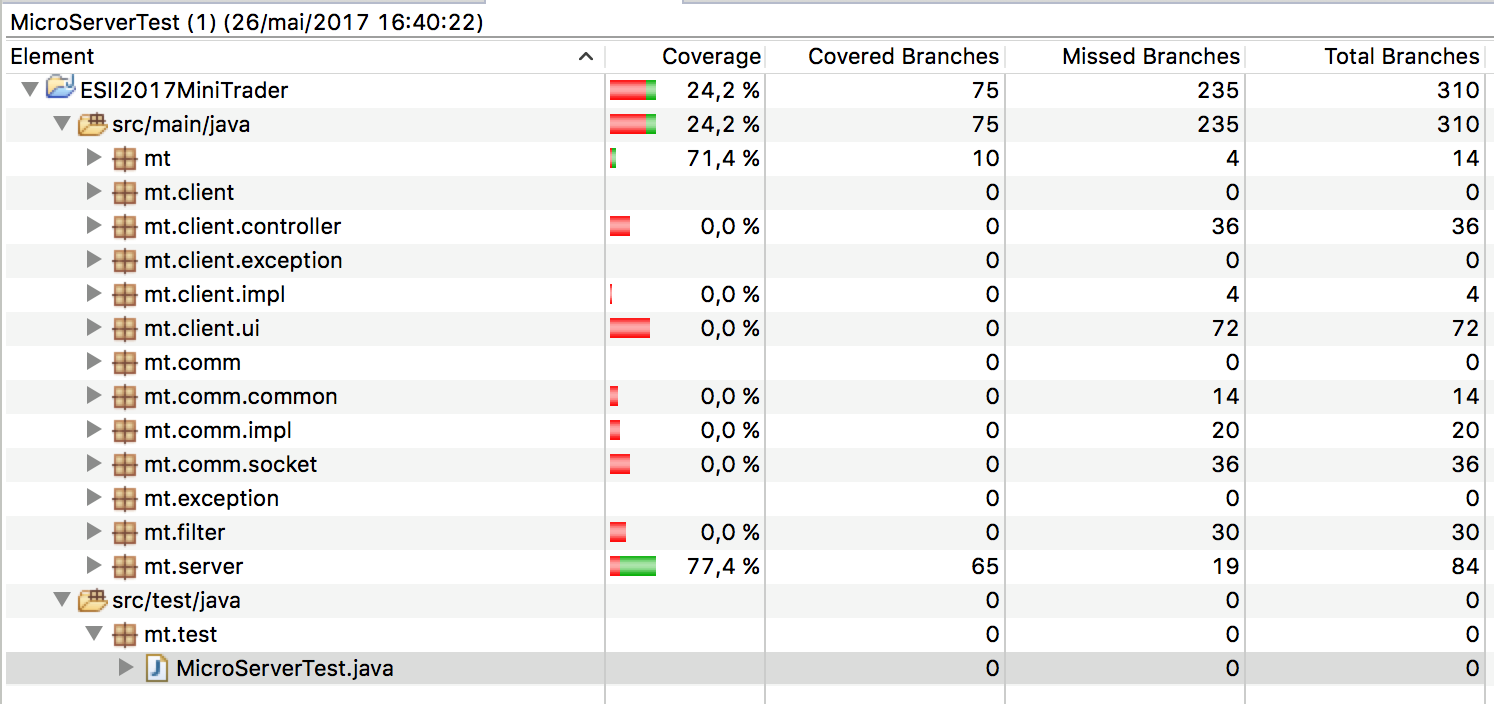 MicroServerTest (1) (26/mai/2017 16:40:22)
Element Coverage Covered Branches Missed Branches Total Branches
ESII2017MiniTrader 24,2 % 75 235 310
src/main/java 24,2 % 75 235 310
mt 71,4 % 10 4 14
mt.client 0 0 0
mt.client.controller 0,0 % 0 36 36
mt.client.exception 0 0 0
mt.client.impl 0,0 % 0 4 4
mt.client.ui 0,0 % 0 72 72
mt.comm 0 0 0
mt.comm.common 0,0 % 0 14 14
mt.comm.impl 0,0 % 0 20 20
mt.comm.socket 0,0 % 0 36 36
mt.exception 0 0 0
mt.filter 0,0 % 0 30 30
mt.server 77,4 % 65 19 84
src/test/java 0 0 0
mt.test 0 0 0
MicroServerTest.java 0 0 0